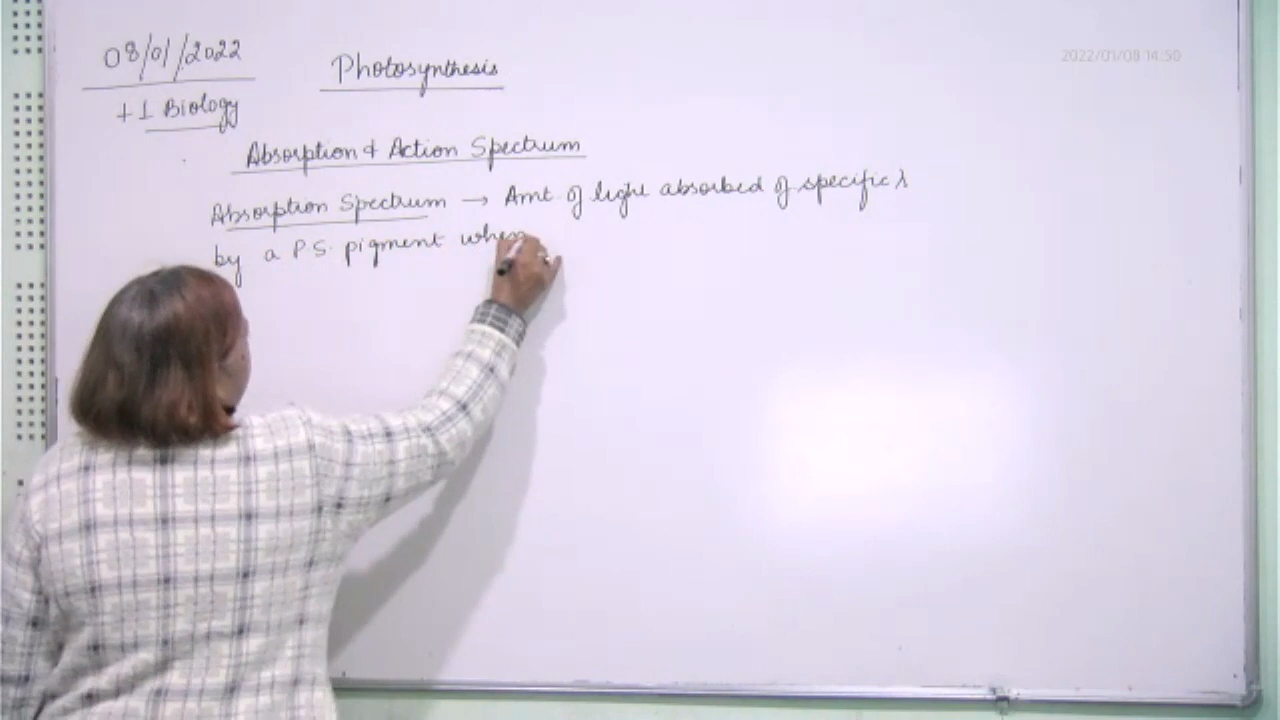 08/01/2022
Photosynthesis
2022/01/08 14:50
+1 Biology
Absorption & Action Spectrum
Absorption Spectrum → Amt. of light absorbed of specific λ
by a P.S. pigment when